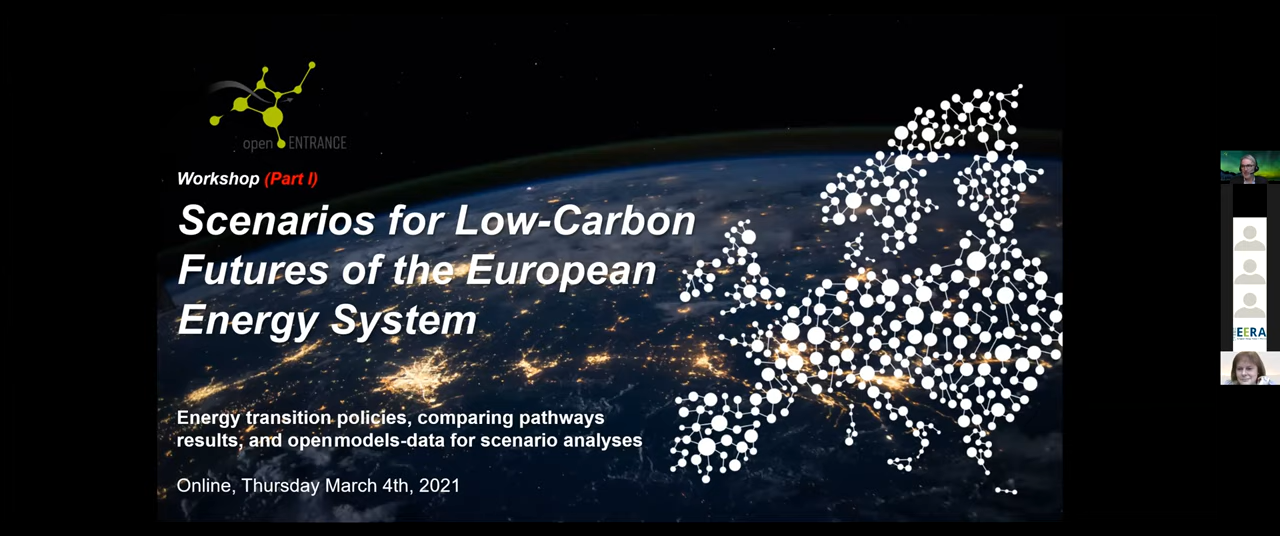 open ENTRANCE
Workshop (Part I)
Scenarios for Low-Carbon
Futures of the European
Energy System
Energy transition policies, comparing pathways
results, and openmodels-data for scenario analyses
Online, Thursday March 4th, 2021
EERA